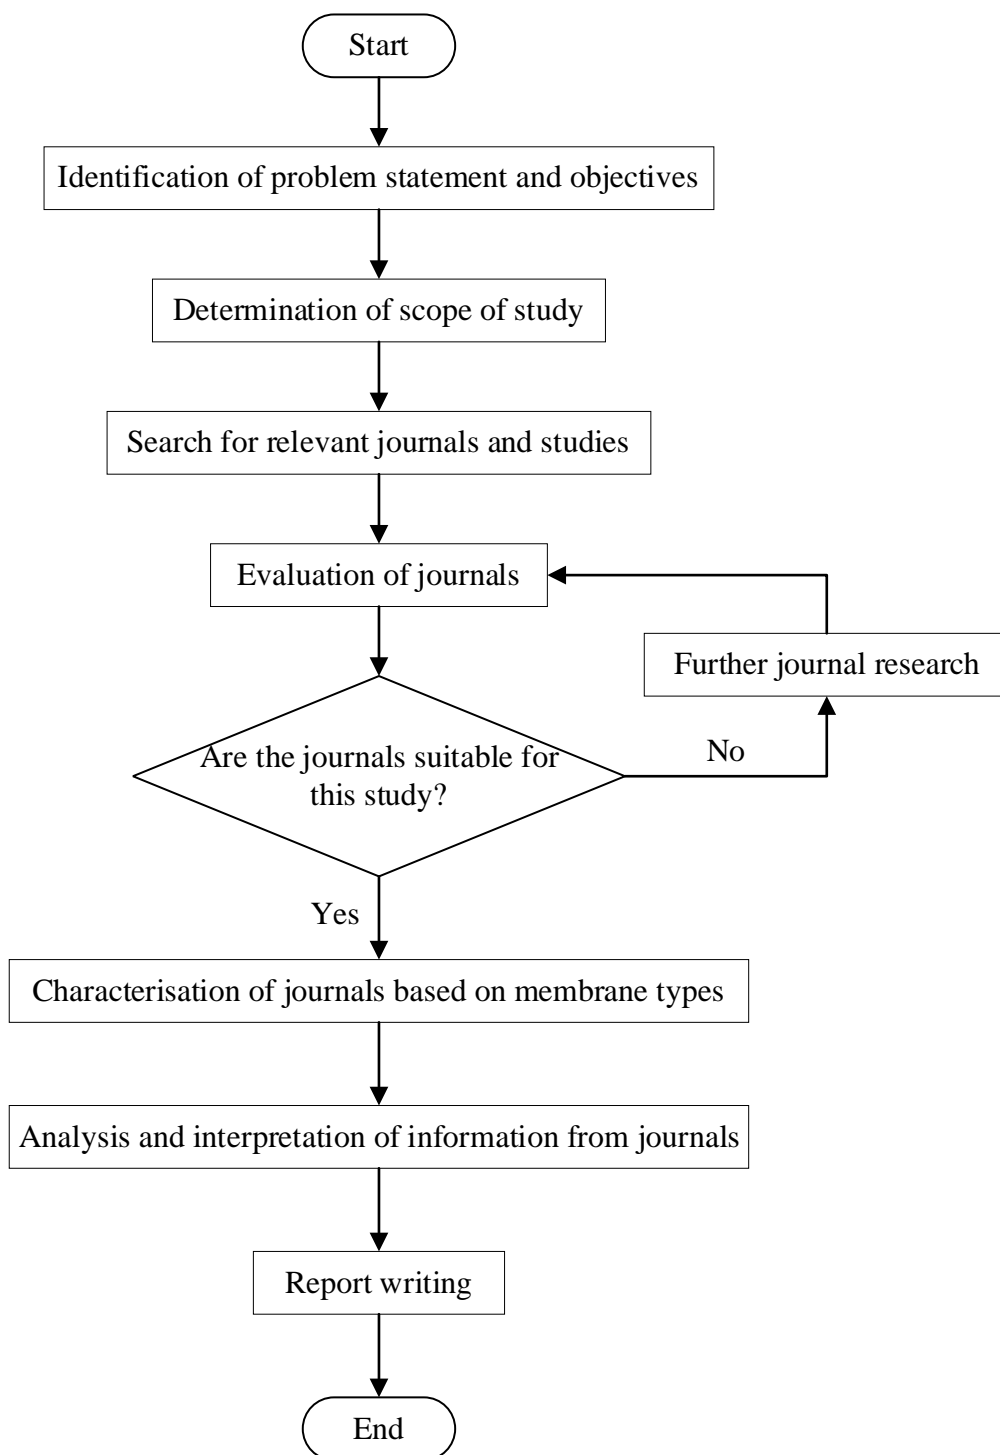 Start
Identification of problem statement and objectives
Determination of scope of study
Search for relevant journals and studies
Evaluation of journals
Further journal research
Are the journals suitable for
this study?
No
Yes
Characterisation of journals based on membrane types
Analysis and interpretation of information from journals
Report writing
End